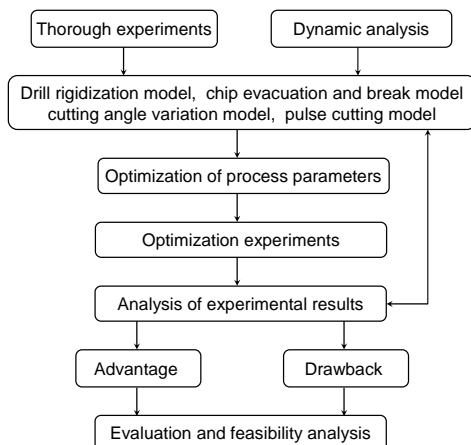 Thorough experiments
Dynamic analysis
Drill rigidization model, chip evacuation and break model
cutting angle variation model, pulse cutting model
Optimization of process parameters
Optimization experiments
Analysis of experimental results
Advantage
Drawback
Evaluation and feasibility analysis